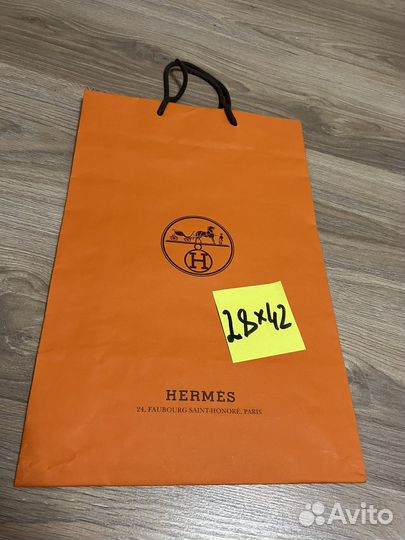 H
28×42
HERMÈS
24, FAUBOURG SAINT-HONORÉ, PARIS
Avito